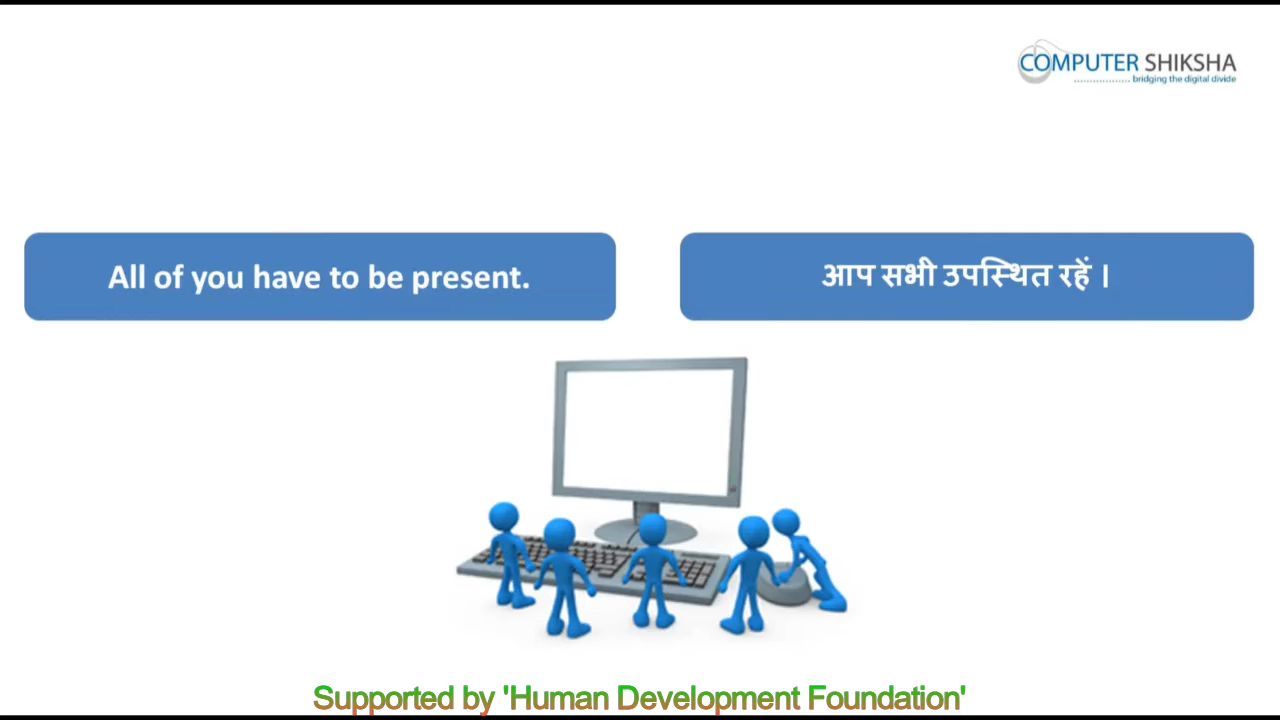 COMPUTER SHIKSHA
bridging the digital divide
All of you have to be present.
आप सभी उपस्थित रहें ।
Supported by 'Human Development Foundation'